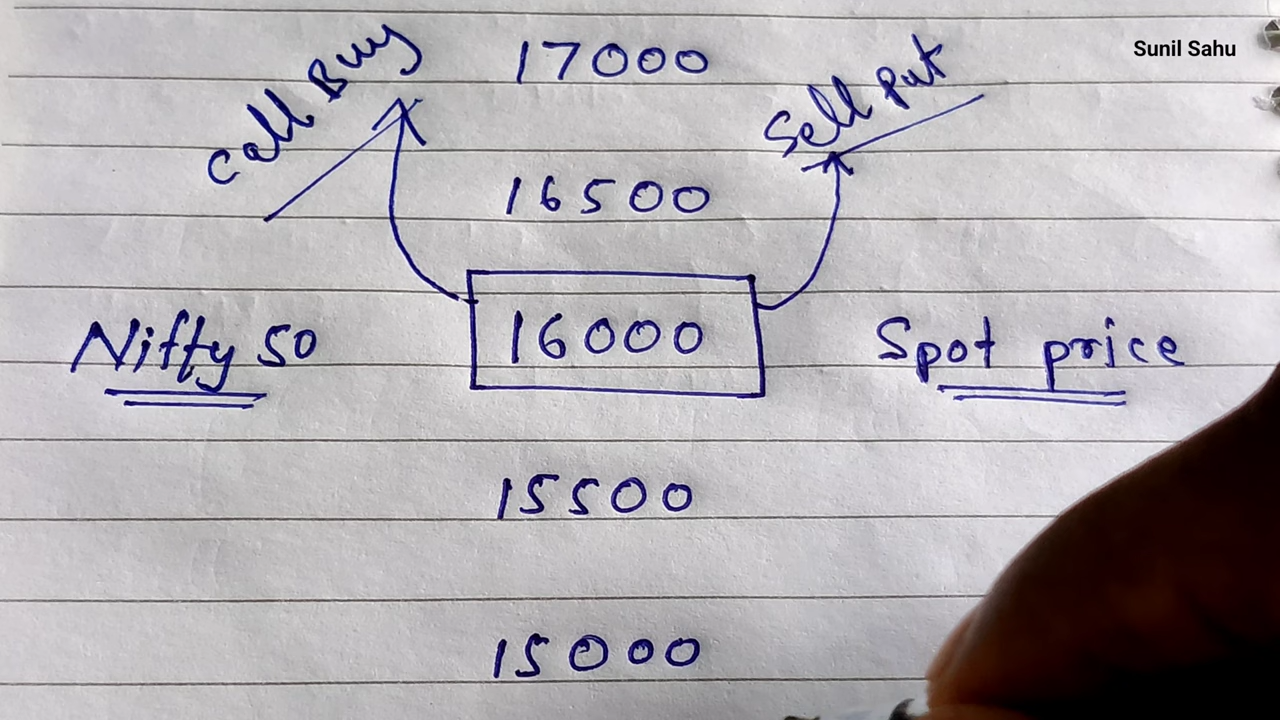 Sunil Sahu
17000
Call Buy
Sell Put
16500
16000
Nifty 50
Spot price
15500
15000